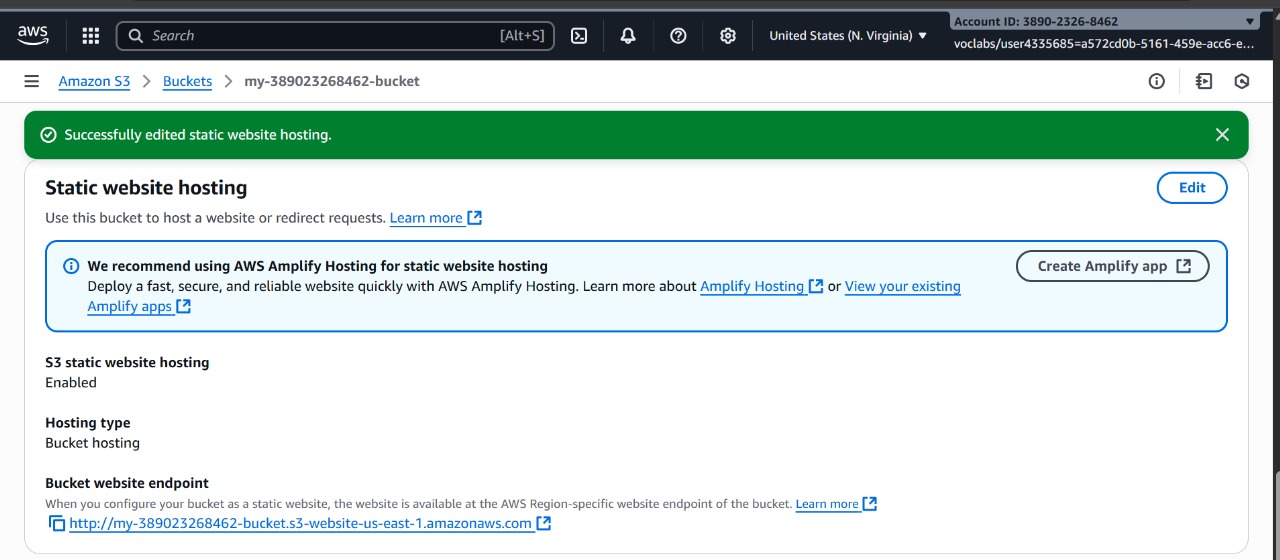 aws Search [Alt+S] United States (N. Virginia) Account ID: 3890-2326-8462
voclabs/user4335685=a572cd0b-5161-459e-acc6-e...
Amazon S3 > Buckets > my-389023268462-bucket
Successfully edited static website hosting.
Static website hosting Edit
Use this bucket to host a website or redirect requests. Learn more
We recommend using AWS Amplify Hosting for static website hosting Create Amplify app
Deploy a fast, secure, and reliable website quickly with AWS Amplify Hosting. Learn more about Amplify Hosting or View your existing
Amplify apps
S3 static website hosting
Enabled
Hosting type
Bucket hosting
Bucket website endpoint
When you configure your bucket as a static website, the website is available at the AWS Region-specific website endpoint of the bucket. Learn more
http://my-389023268462-bucket.s3-website-us-east-1.amazonaws.com